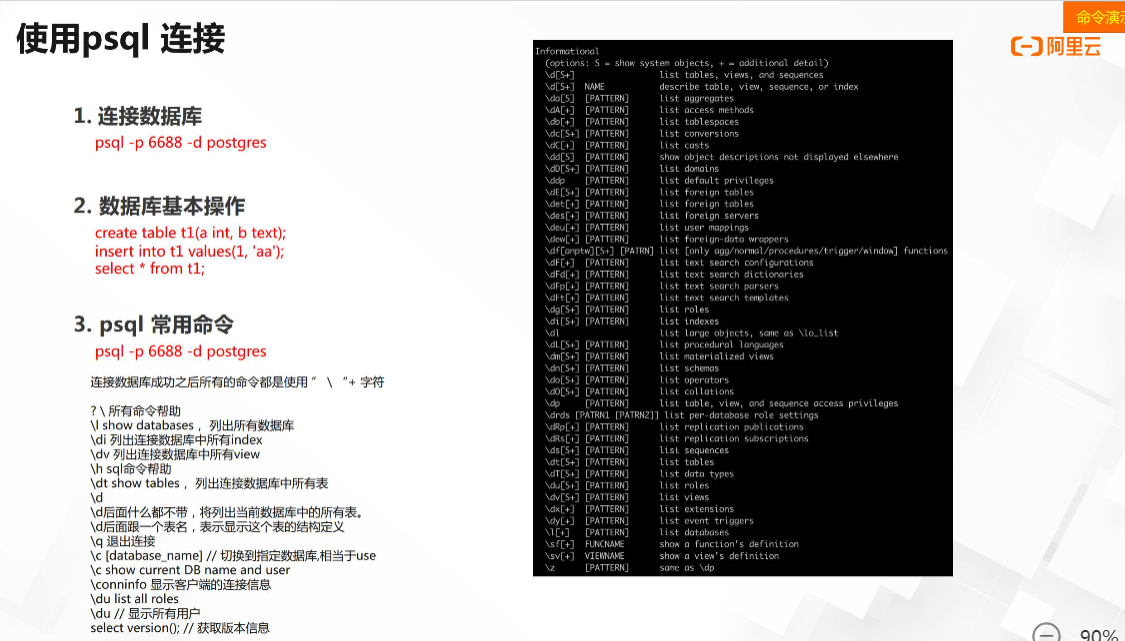 使用psql 连接
命令演示
阿里云
1. 连接数据库
psql -p 6688 -d postgres
2. 数据库基本操作
create table t1(a int, b text);
insert into t1 values(1, 'aa');
select * from t1;
3. psql 常用命令
psql -p 6688 -d postgres
连接数据库成功之后所有的命令都是使用 ” \ “+ 字符
? \ 所有命令帮助
\l show databases ，列出所有数据库
\di 列出连接数据库中所有index
\dv 列出连接数据库中所有view
\h sql命令帮助
\dt show tables ，列出连接数据库中所有表
\d
\d后面什么都不带，将列出当前数据库中的所有表。
\d后面跟一个表名，表示显示这个表的结构定义
\q 退出连接
\c [database_name] // 切换到指定数据库,相当于use
\c show current DB name and user
\conninfo 显示客户端的连接信息
\du list all roles
\du // 显示所有用户
select version(); // 获取版本信息
Informational
(options: S = show system objects, + = additional detail)
\d[S+] list tables, views, and sequences
\d[S+] NAME describe table, view, sequence, or index
\da[S] [PATTERN] list aggregates
\dA[+] [PATTERN] list access methods
\db[+] [PATTERN] list tablespaces
\dc[S+] [PATTERN] list conversions
\dC[+] [PATTERN] list casts
\dd[S] [PATTERN] show object descriptions not displayed elsewhere
\dD[S+] [PATTERN] list domains
\ddp [PATTERN] list default privileges
\dE[S+] [PATTERN] list foreign tables
\det[+] [PATTERN] list foreign tables
\des[+] [PATTERN] list foreign servers
\deu[+] [PATTERN] list user mappings
\dew[+] [PATTERN] list foreign-data wrappers
\df[anptw][S+] [PATRN] list [only agg/normal/procedures/trigger/window] functions
\dF[+] [PATTERN] list text search configurations
\dFd[+] [PATTERN] list text search dictionaries
\dFp[+] [PATTERN] list text search parsers
\dFt[+] [PATTERN] list text search templates
\dg[S+] [PATTERN] list roles
\di[S+] [PATTERN] list indexes
\dl list large objects, same as \lo_list
\dL[S+] [PATTERN] list procedural languages
\dm[S+] [PATTERN] list materialized views
\dn[S+] [PATTERN] list schemas
\do[S+] [PATTERN] list operators
\dO[S+] [PATTERN] list collations
\dp [PATTERN] list table, view, and sequence access privileges
\drds [PATRN1 [PATRN2]] list per-database role settings
\dRp[+] [PATTERN] list replication publications
\dRs[+] [PATTERN] list replication subscriptions
\ds[S+] [PATTERN] list sequences
\dt[S+] [PATTERN] list tables
\dT[S+] [PATTERN] list data types
\du[S+] [PATTERN] list roles
\dv[S+] [PATTERN] list views
\dx[+] [PATTERN] list extensions
\dy[+] [PATTERN] list event triggers
\l[+] [PATTERN] list databases
\sf[+] FUNCNAME show a function's definition
\sv[+] VIEWNAME show a view's definition
\z [PATTERN] same as \dp
90%